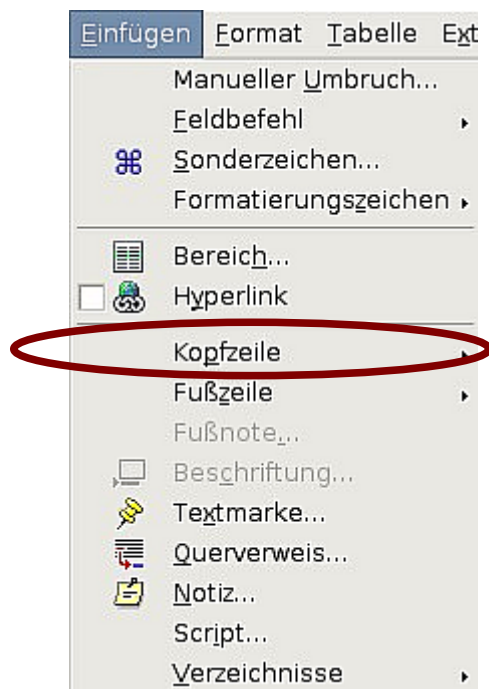 Einfügen Format Tabelle Ext
Manueller Umbruch...
Feldbefehl
Sonderzeichen...
Formatierungszeichen
Bereich...
Hyperlink
Kopfzeile
Fußzeile
Fußnote...
Beschriftung...
Textmarke...
Querverweis...
Notiz...
Script...
Verzeichnisse